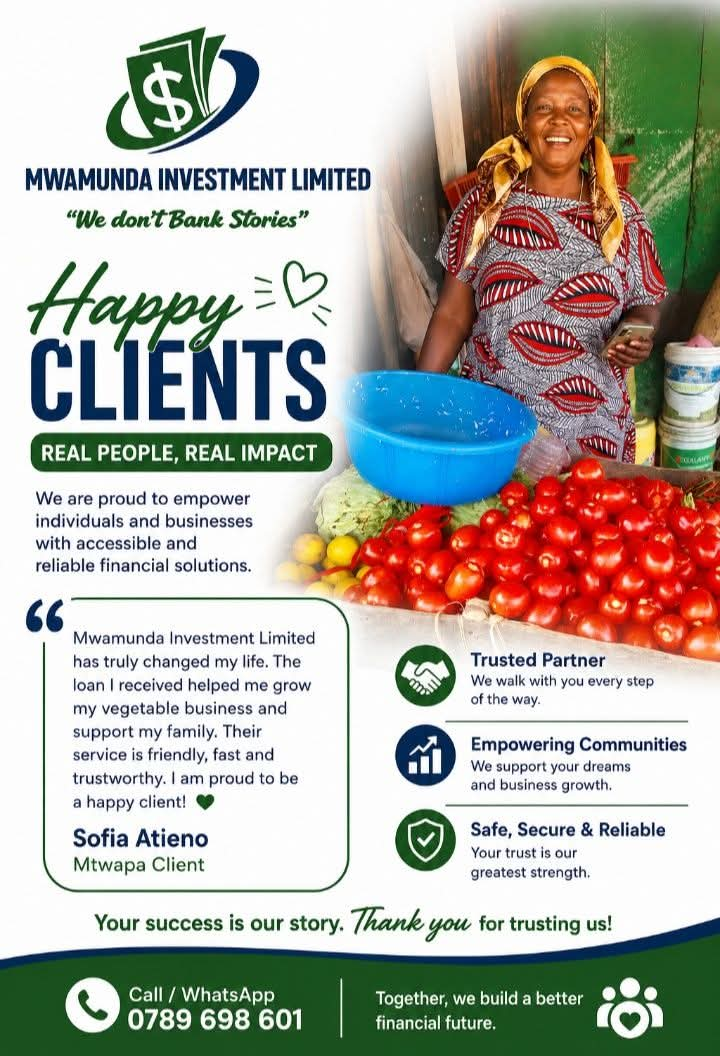 $
MWAMUNDA INVESTMENT LIMITED
“We don’t Bank Stories”
Happy
CLIENTS
REAL PEOPLE, REAL IMPACT
We are proud to empower
individuals and businesses
with accessible and
reliable financial solutions.
“
Mwamunda Investment Limited
has truly changed my life. The
loan I received helped me grow
my vegetable business and
support my family. Their
service is friendly, fast and
trustworthy. I am proud to be
a happy client!
Sofia Atieno
Mtwapa Client
Trusted Partner
We walk with you every step
of the way.
Empowering Communities
We support your dreams
and business growth.
Safe, Secure & Reliable
Your trust is our
greatest strength.
Your success is our story. Thank you for trusting us!
Call / WhatsApp
0789 698 601
Together, we build a better
financial future.